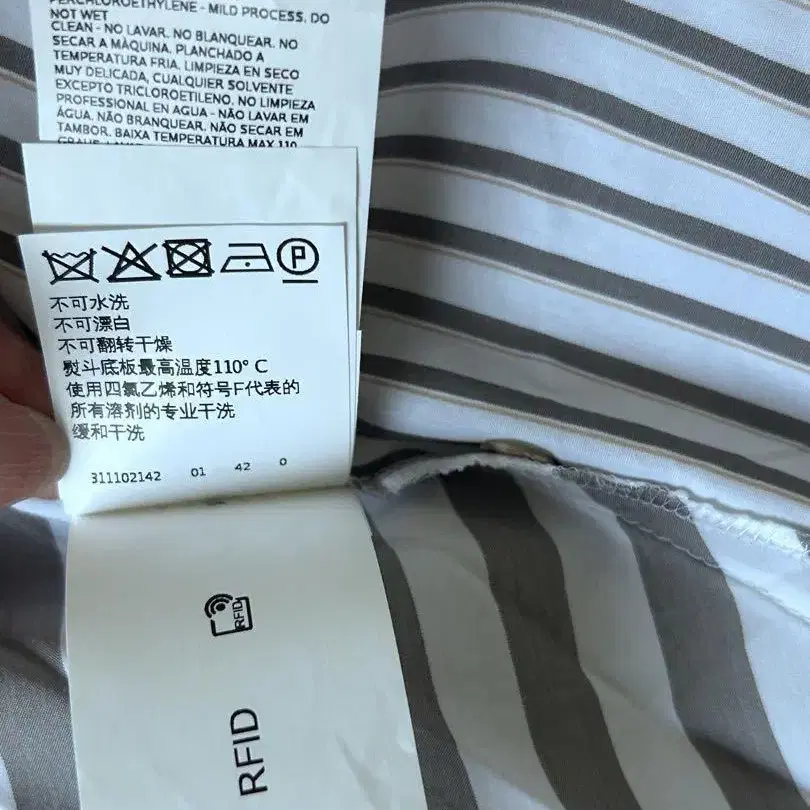 PERCHLOROETHYLENE - MILD PROCESS. DO
NOT WET
CLEAN - NO LAVAR. NO BLANQUEAR. NO
SECAR A MÀQUINA. PLANCHADO A
TEMPERATURA FRIA. LIMPIEZA EN SECO
MUY DELICADA, CUALQUIER SOLVENTE
EXCEPTO TRICLOROETILENO. NO LIMPIEZA
PROFESSIONAL EN AGUA - NÃO LAVAR EM
ÁGUA. NÃO BRANQUEAR. NÃO SECAR EM
TAMBOR. BAIXA TEMPERATURA MAX 110
P
不可水洗
不可漂白
不可翻转干燥
熨斗底板最高温度110° C
使用四氯乙烯和符号F代表的
所有溶剂的专业干洗
缓和干洗
311102142 01 42 0
RFID
RFID